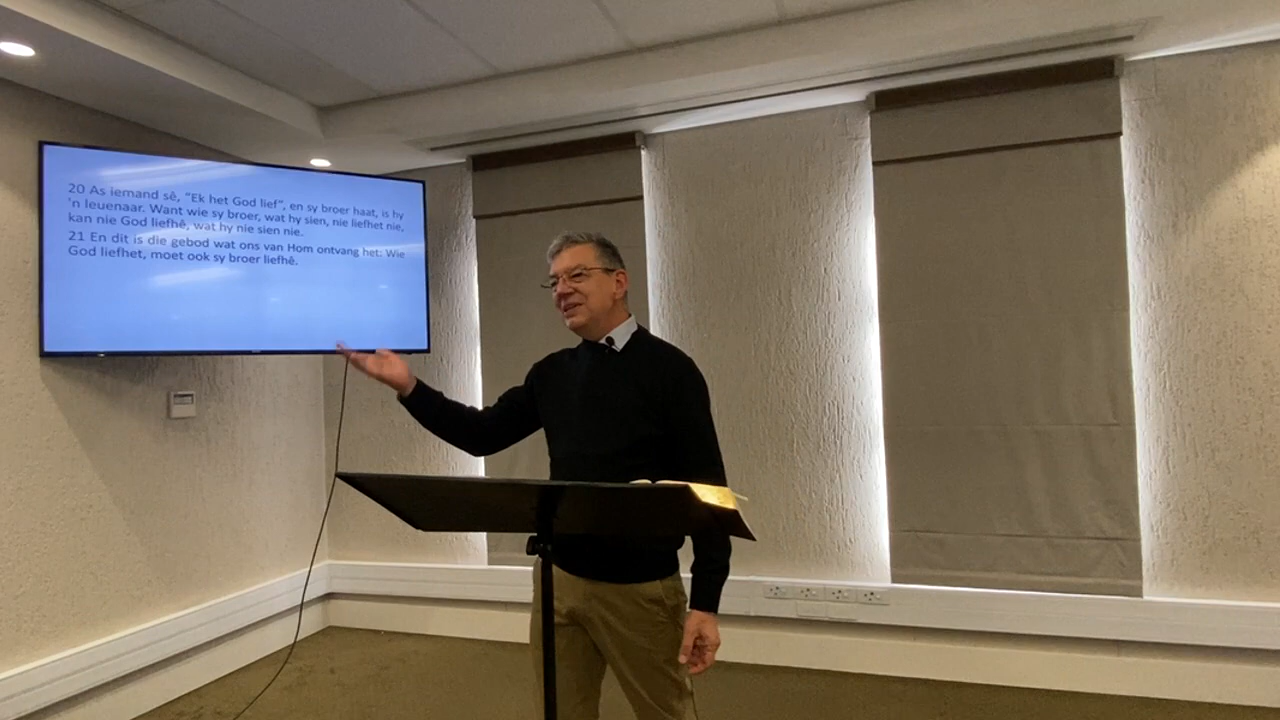 20 As iemand sê, “Ek het God lief”, en sy broer haat, is hy
'n leuenaar. Want wie sy broer, wat hy sien, nie liefhet nie,
kan nie God liefhê, wat hy nie sien nie.
21 En dit is die gebod wat ons van Hom ontvang het: Wie
God liefhet, moet ook sy broer liefhê.